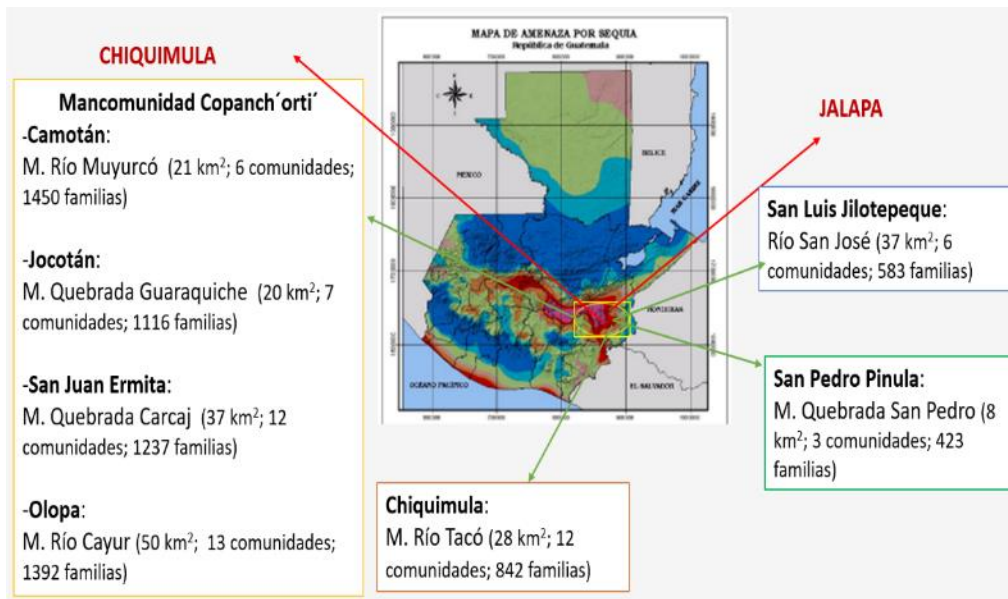 MAPA DE AMENAZA POR SEQUIA
República de Guatemala
CHIQUIMULA
Mancomunidad Copanch´orti´
-Camotán:
M. Río Muyurcó (21 km²; 6 comunidades;
1450 familias)
-Jocotán:
M. Quebrada Guaraquiche (20 km²; 7
comunidades; 1116 familias)
-San Juan Ermita:
M. Quebrada Carcaj (37 km²; 12
comunidades; 1237 familias)
-Olopa:
M. Río Cayur (50 km²; 13 comunidades;
1392 familias)
MEXICO
BELICE
MAR CARIBE
HONDURAS
EL SALVADOR
OCEANO PACÍFICO
JALAPA
San Luis Jilotepeque:
Río San José (37 km²; 6
comunidades; 583 familias)
San Pedro Pinula:
M. Quebrada San Pedro (8
km²; 3 comunidades; 423
familias)
Chiquimula:
M. Río Tacó (28 km²; 12
comunidades; 842 familias)